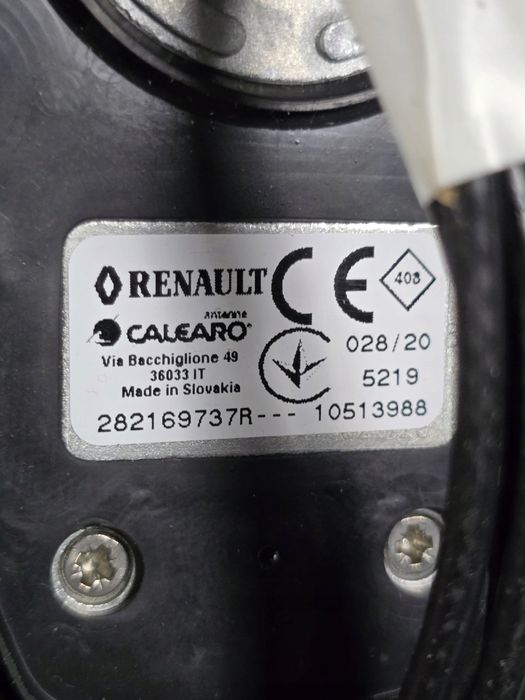 RENAULT
CE
408
antenne
CALEARO
Via Bacchiglione 49
36033 IT
Made in Slovakia
028/20
5219
282169737R--- 10513988